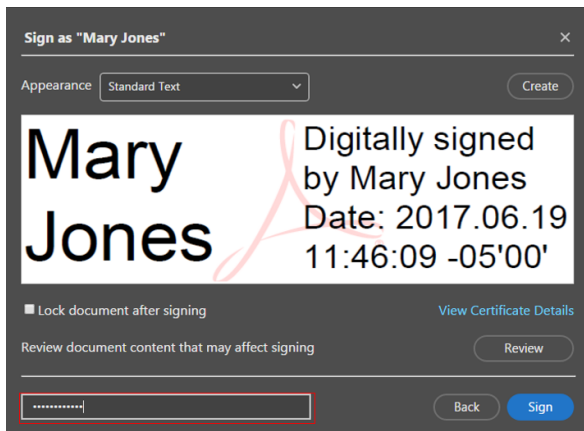 Sign as "Mary Jones"
×
Appearance
Standard Text
Create
Mary
Jones
Digitally signed
by Mary Jones
Date: 2017.06.19
11:46:09 -05'00'
Lock document after signing
View Certificate Details
Review document content that may affect signing
Review
••••••••••••
Back
Sign